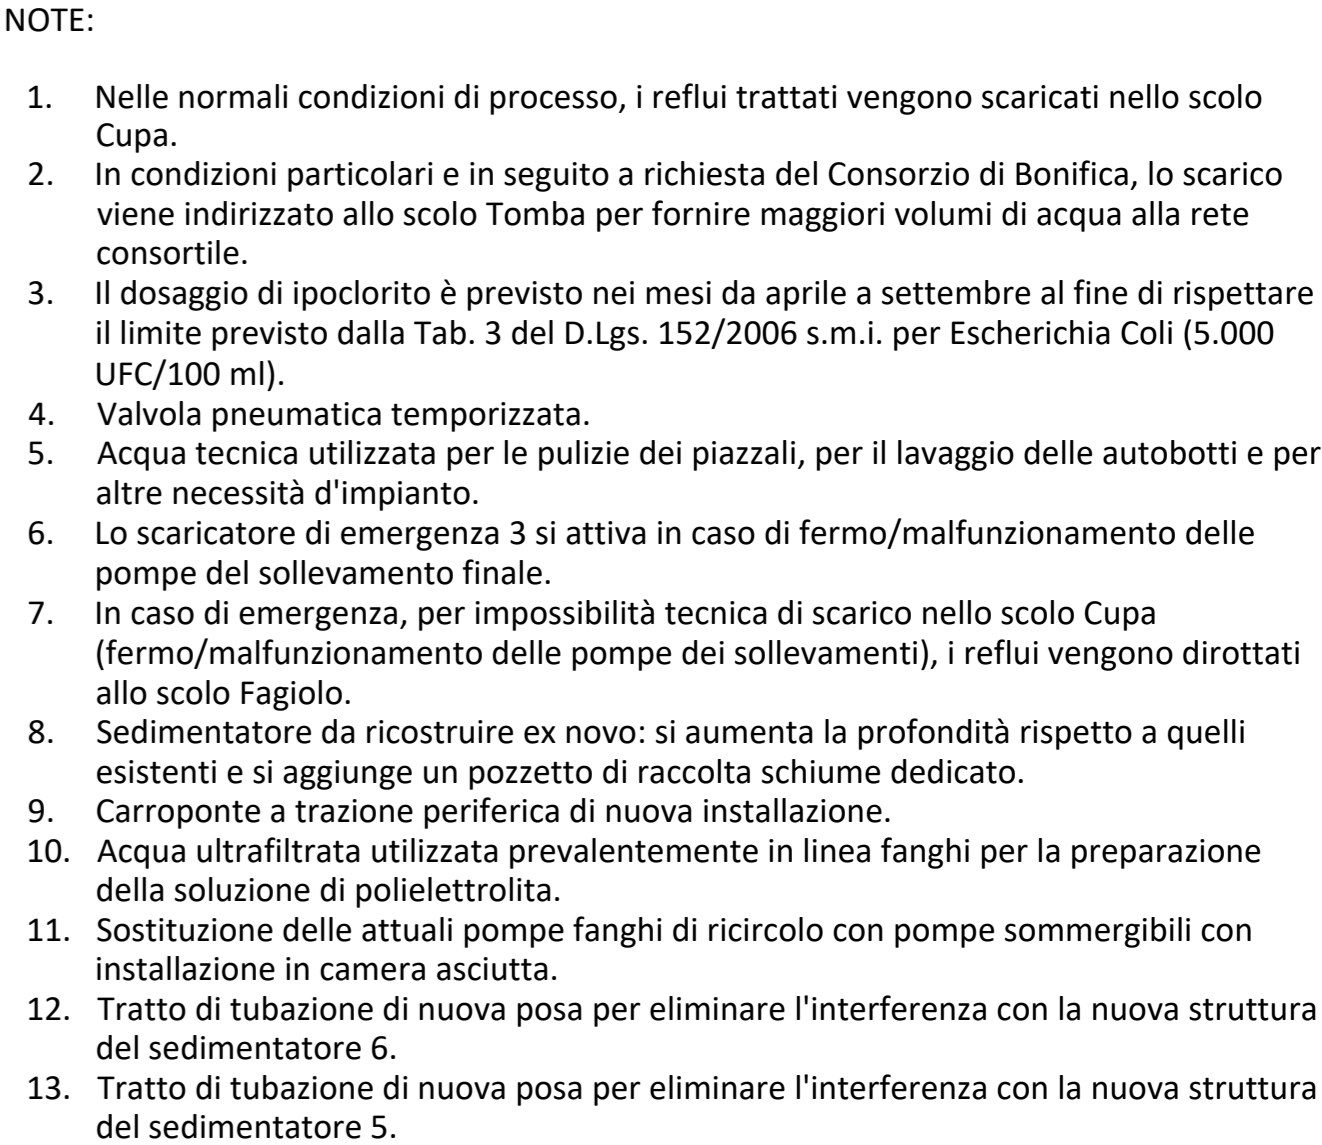 NOTE:
1. Nelle normali condizioni di processo, i reflui trattati vengono scaricati nello scolo
Cupa.
2. In condizioni particolari e in seguito a richiesta del Consorzio di Bonifica, lo scarico
viene indirizzato allo scolo Tomba per fornire maggiori volumi di acqua alla rete
consortile.
3. Il dosaggio di ipoclorito è previsto nei mesi da aprile a settembre al fine di rispettare
il limite previsto dalla Tab. 3 del D.Lgs. 152/2006 s.m.i. per Escherichia Coli (5.000
UFC/100 ml).
4. Valvola pneumatica temporizzata.
5. Acqua tecnica utilizzata per le pulizie dei piazzali, per il lavaggio delle autobotti e per
altre necessità d'impianto.
6. Lo scaricatore di emergenza 3 si attiva in caso di fermo/malfunzionamento delle
pompe del sollevamento finale.
7. In caso di emergenza, per impossibilità tecnica di scarico nello scolo Cupa
(fermo/malfunzionamento delle pompe dei sollevamenti), i reflui vengono dirottati
allo scolo Fagiolo.
8. Sedimentatore da ricostruire ex novo: si aumenta la profondità rispetto a quelli
esistenti e si aggiunge un pozzetto di raccolta schiume dedicato.
9. Carroponte a trazione periferica di nuova installazione.
10. Acqua ultrafiltrata utilizzata prevalentemente in linea fanghi per la preparazione
della soluzione di polielettrolita.
11. Sostituzione delle attuali pompe fanghi di ricircolo con pompe sommergibili con
installazione in camera asciutta.
12. Tratto di tubazione di nuova posa per eliminare l'interferenza con la nuova struttura
del sedimentatore 6.
13. Tratto di tubazione di nuova posa per eliminare l'interferenza con la nuova struttura
del sedimentatore 5.